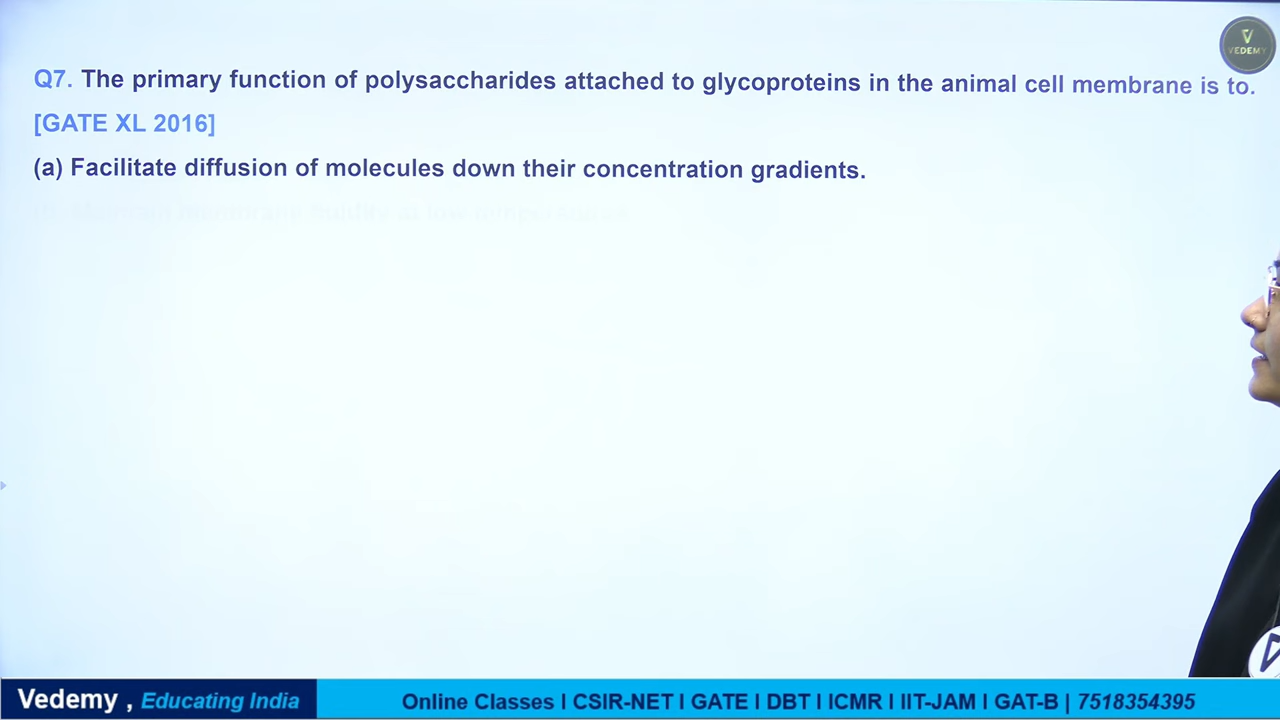 VEDEMY
Q7. The primary function of polysaccharides attached to glycoproteins in the animal cell membrane is to.
[GATE XL 2016]
(a) Facilitate diffusion of molecules down their concentration gradients.
Vedemy , Educating India
Online Classes I CSIR-NET I GATE I DBT I ICMR I IIT-JAM I GAT-B | 7518354395